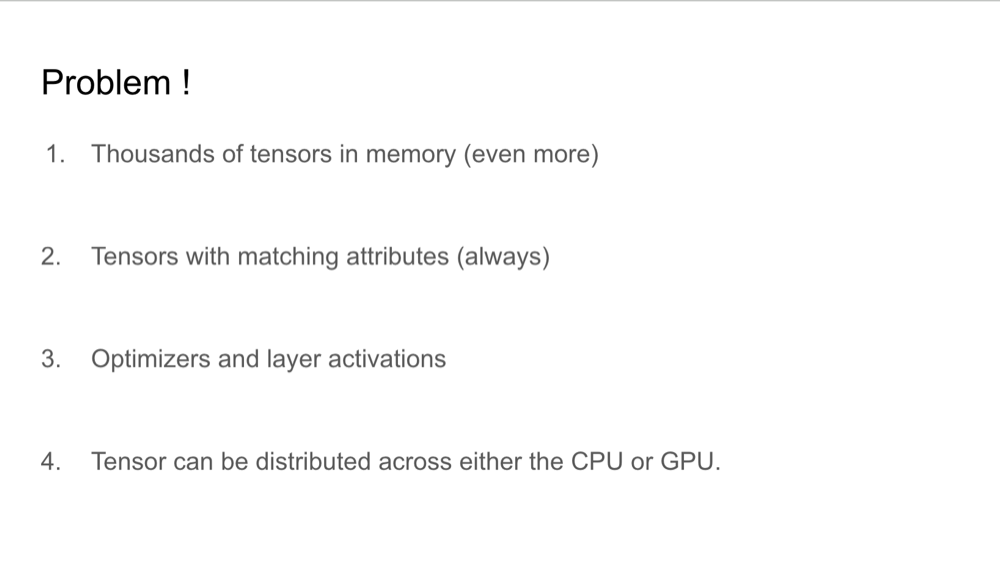 Problem !
1. Thousands of tensors in memory (even more)
2. Tensors with matching attributes (always)
3. Optimizers and layer activations
4. Tensor can be distributed across either the CPU or GPU.